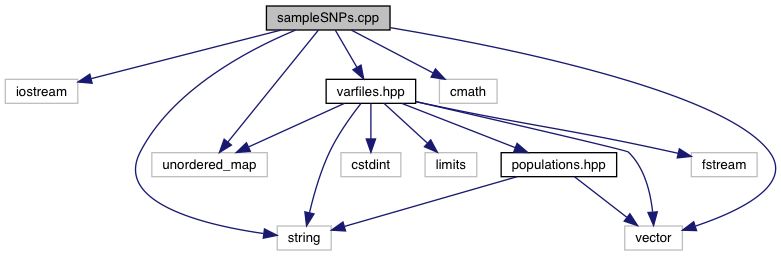 sampleSNPs.cpp
iostream
varfiles.hpp
cmath
unordered_map
cstdint
limits
populations.hpp
fstream
string
vector